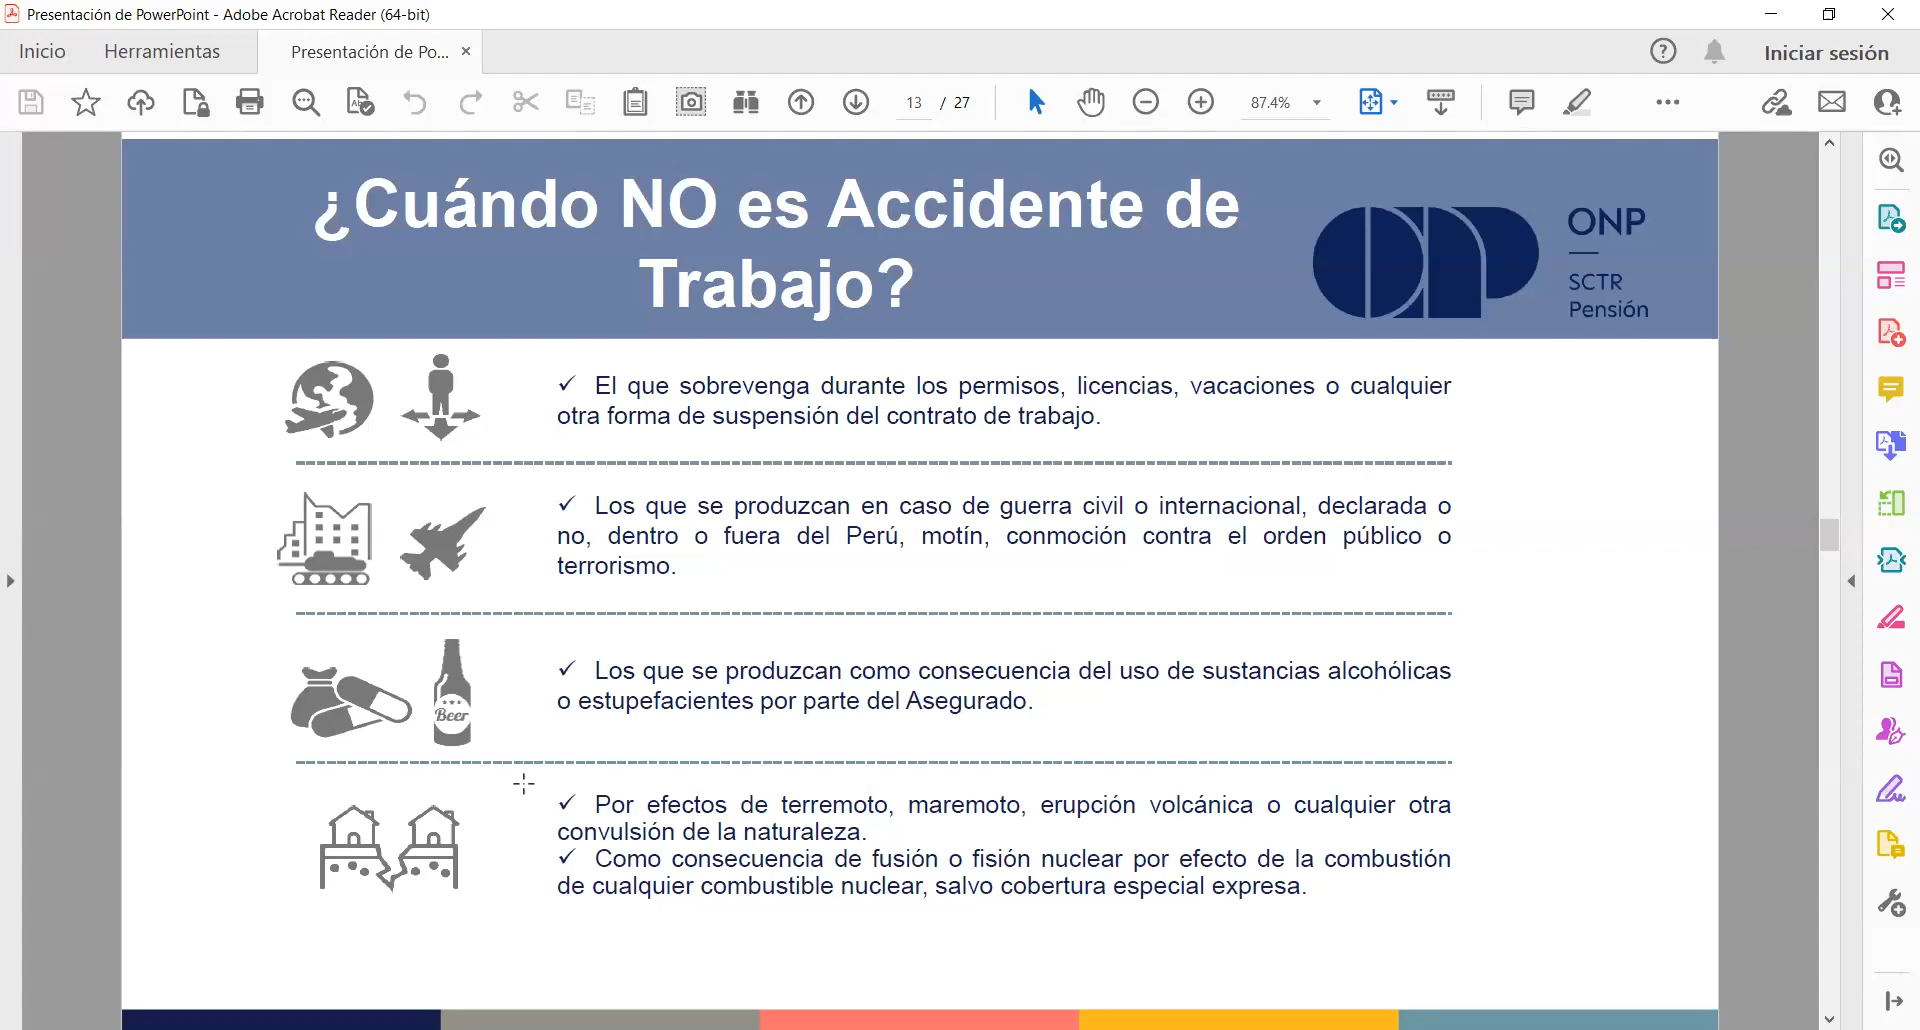 Presentación de PowerPoint - Adobe Acrobat Reader (64-bit)
Inicio
Herramientas
Presentación de Po...
Iniciar sesión
13 / 27
87.4%
¿Cuándo NO es Accidente de
Trabajo?
ONP
SCTR
Pensión
✓ El que sobrevenga durante los permisos, licencias, vacaciones o cualquier
otra forma de suspensión del contrato de trabajo.
✓ Los que se produzcan en caso de guerra civil o internacional, declarada o
no, dentro o fuera del Perú, motín, conmoción contra el orden público o
terrorismo.
Beer
✓ Los que se produzcan como consecuencia del uso de sustancias alcohólicas
o estupefacientes por parte del Asegurado.
✓ Por efectos de terremoto, maremoto, erupción volcánica o cualquier otra
convulsión de la naturaleza.
✓ Como consecuencia de fusión o fisión nuclear por efecto de la combustión
de cualquier combustible nuclear, salvo cobertura especial expresa.